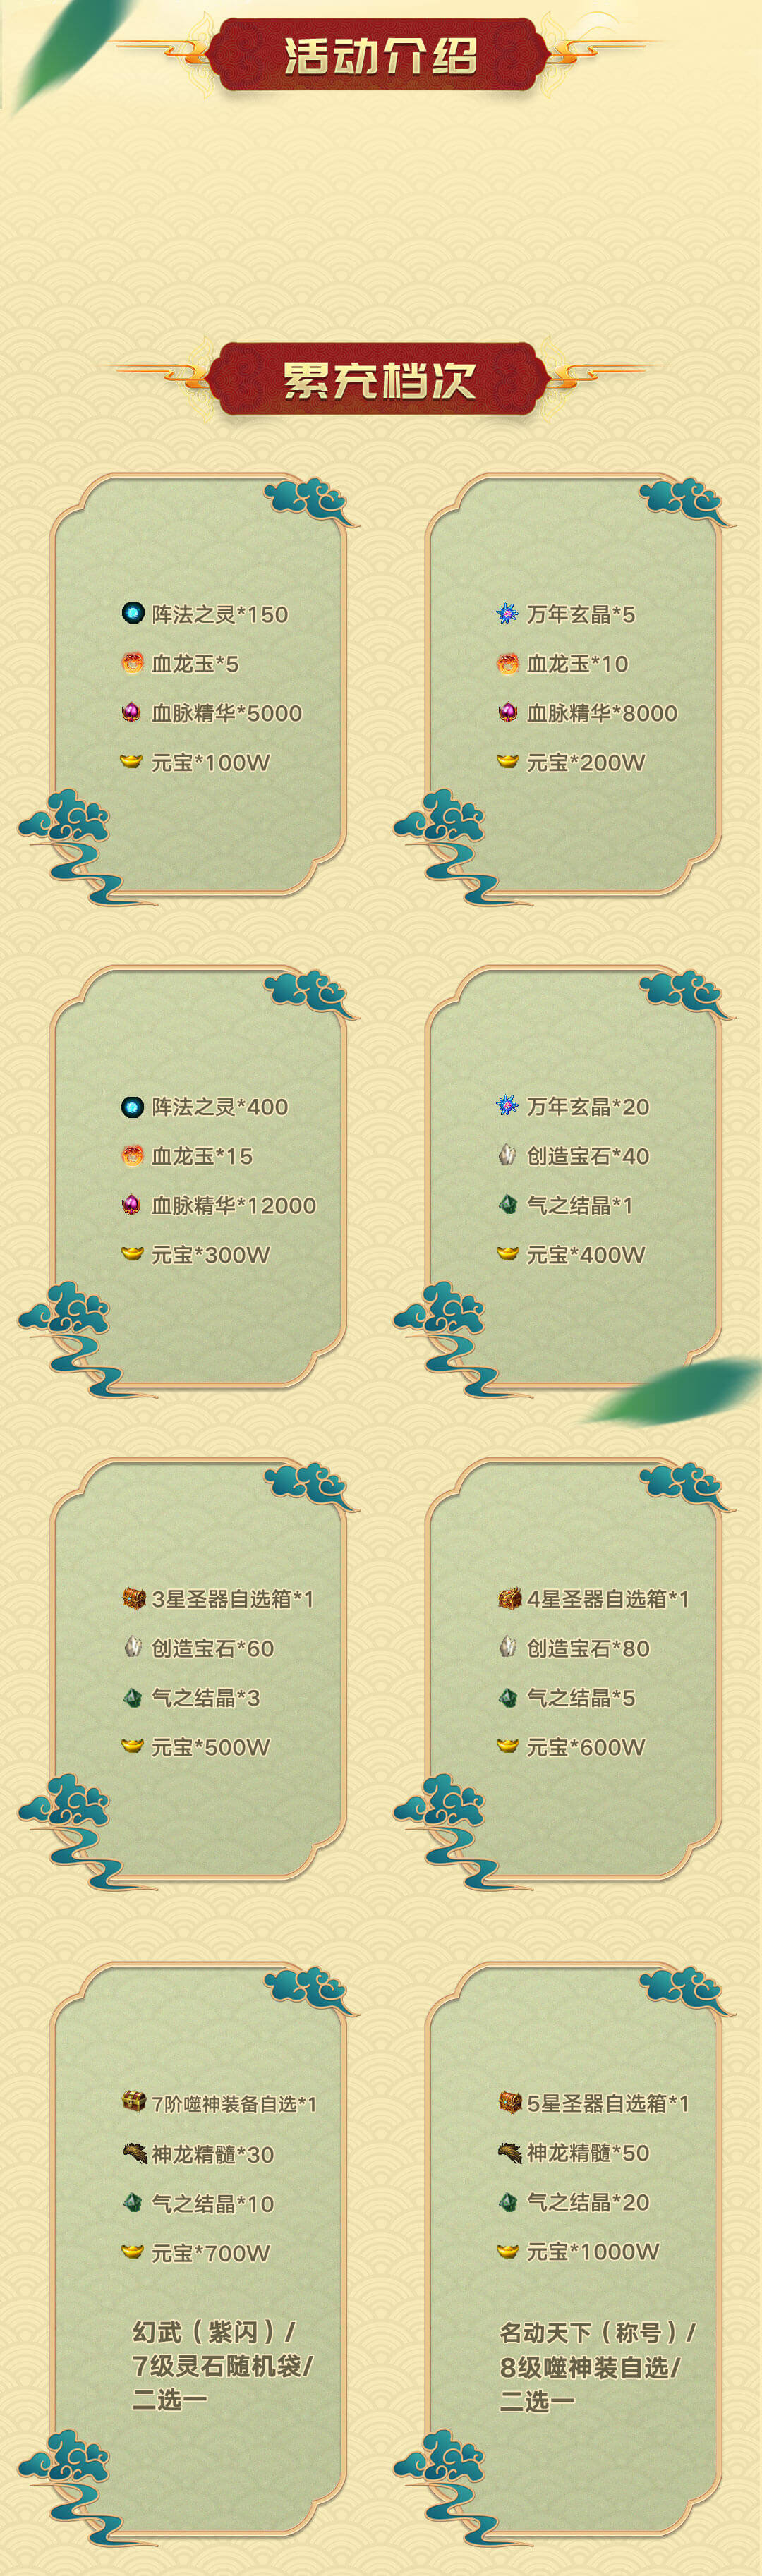 活动介绍
累充档次
阵法之灵*150
血龙玉*5
血脉精华*5000
元宝*100W
万年玄晶*5
血龙玉*10
血脉精华*8000
元宝*200W
阵法之灵*400
血龙玉*15
血脉精华*12000
元宝*300W
万年玄晶*20
创造宝石*40
气之结晶*1
元宝*400W
3星圣器自选箱*1
创造宝石*60
气之结晶*3
元宝*500W
4星圣器自选箱*1
创造宝石*80
气之结晶*5
元宝*600W
7阶噬神装备自选*1
神龙精髓*30
气之结晶*10
元宝*700W
幻武（紫闪）/
7级灵石随机袋/
二选一
5星圣器自选箱*1
神龙精髓*50
气之结晶*20
元宝*1000W
名动天下（称号）/
8级噬神装自选/
二选一